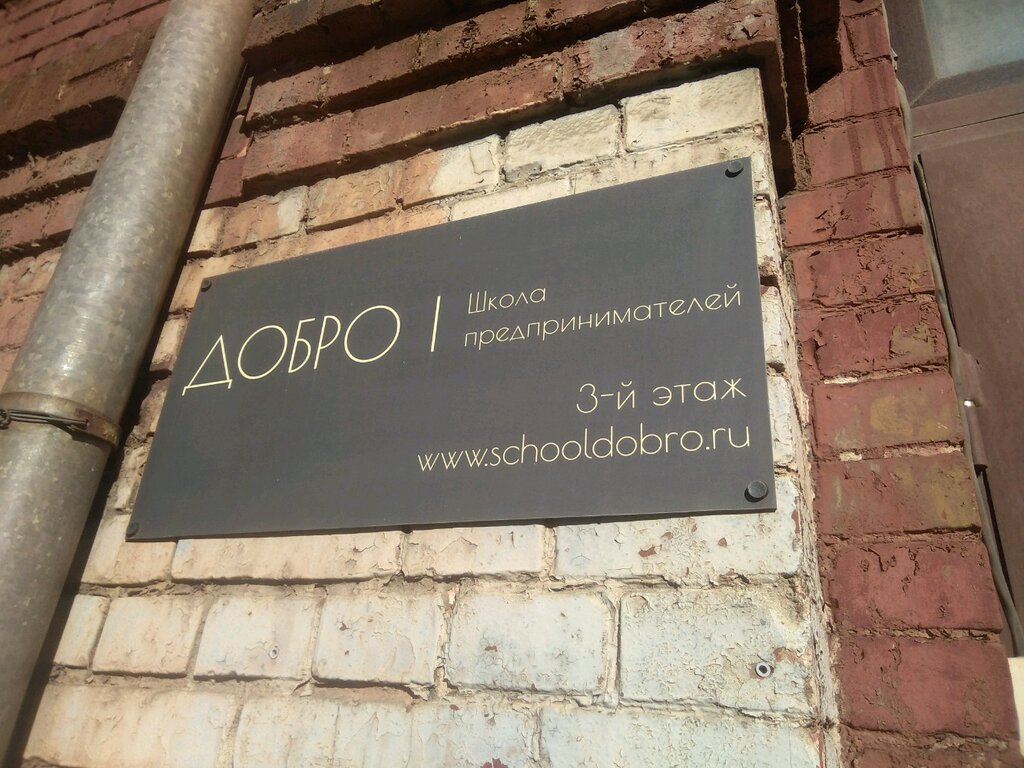 ДОБРО | Школа
предпринимателей
3-й этаж
www.schooldobro.ru